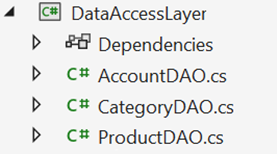 C# DataAccessLayer
Dependencies
C# AccountDAO.cs
C# CategoryDAO.cs
C# ProductDAO.cs